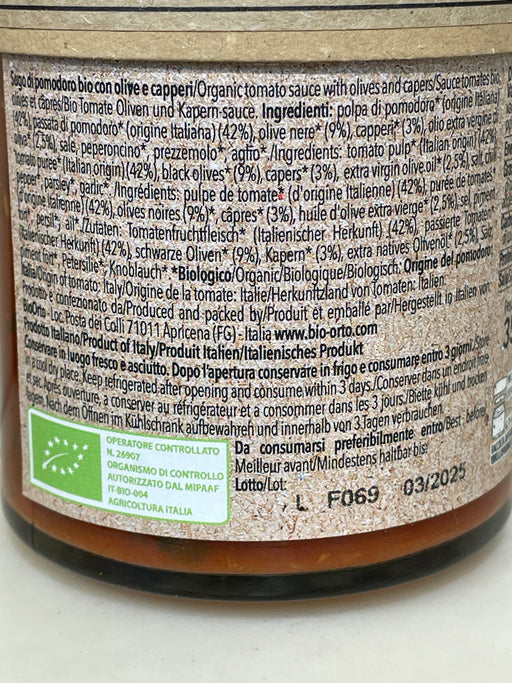 Sugo di pomodoro bio con olive e capperi/Organic tomato sauce with olives and capers/Sauce tomates bio,
olives et câpres/Bio Tomate Oliven und Kapern-sauce. Ingredienti: polpa di pomodoro* (origine Italiana)
(42%), passata di pomodoro* (origine Italiana) (42%), olive nere* (9%), capperi* (3%), olio extra vergine di
oliva* (2,5%), sale, peperoncino*, prezzemolo*, aglio* /Ingredients: tomato pulp* (Italian origin) (42%),
tomato puree* (Italian origin) (42%), black olives* (9%), capers* (3%), extra virgin olive oil* (2,5%), salt, chili
pepper*, parsley*, garlic* /Ingrédients: pulpe de tomate* (d'origine Italienne) (42%), purée de tomates*
origine Italienne) (42%), olives noires (9%)*, câpres* (3%), huile d'olive extra vierge* (2,5%), sel, piment
persil*, ail*/Zutaten: Tomatenfruchtfleisch* (Italienischer Herkunft) (42%), passierte Tomaten*
(Italienischer Herkunft) (42%), schwarze Oliven* (9%), Kapern* (3%), extra natives Olivenöl* (2,5%), Salz,
Petersilie*, Knoblauch*. *Biologico/Organic/Biologique/Biologisch. Origine del pomodoro:
Italia/Origin of tomato: Italy/Origine de la tomate: Italie/Herkunftzland von Tomaten: Italien.
Prodotto e confezionato da/Produced and packed by/Produit et emballé par/Hergestellt in Italien von:
BioOrto - Loc. Posta dei Colli 71011 Apricena (FG) - Italia www.bio-orto.com
Prodotto Italiano/Product of Italy/Produit Italien/Italienisches Produkt
Conservare in luogo fresco e asciutto. Dopo l'apertura conservare in frigo e consumare entro 3 giorni./Store
in cool dry place. Keep refrigerated after opening and consume within 3 days./Conserver dans un endroit frais
et sec. Après ouverture, à conserver au réfrigérateur et à consommer dans les 3 jours./Bleite kühl und trocken
Nach dem Öffnen im Kühlschrank aufbewahreh und innerhalb von 3 Tagen verbrauchen.
OPERATORE CONTROLLATO
N. 26907
ORGANISMO DI CONTROLLO
AUTORIZZATO DAL MIPAAF
IT-BIO-004
AGRICOLTURA ITALIA
Da consumarsi preferibilmente entro/Best before/
Meilleur avant/Mindestens haltbar bis:
Lotto/Lot:
L F069 03/2025